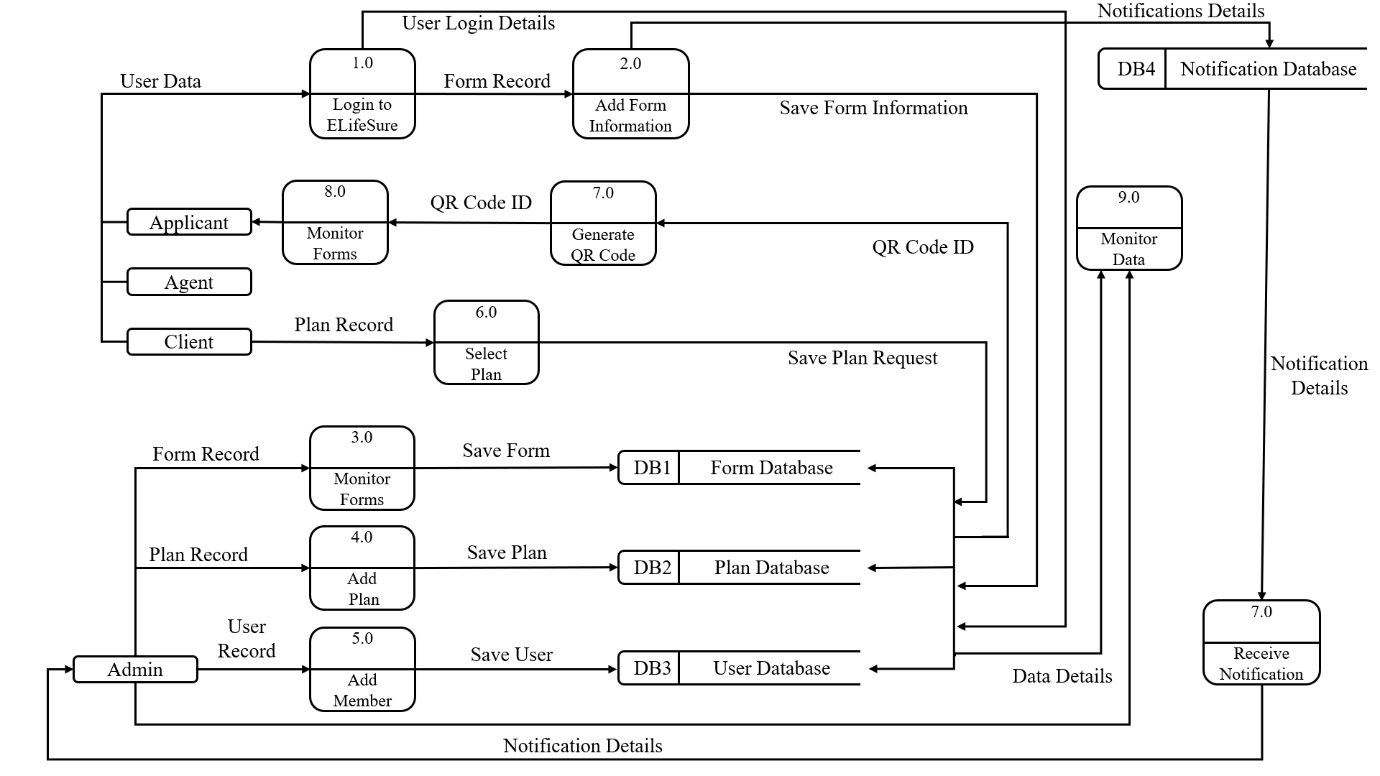 User Login Details
Notifications Details
1.0
Login to
ELifeSure
2.0
Add Form
Information
DB4 Notification Database
User Data
Form Record
Save Form Information
8.0
Monitor
Forms
QR Code ID
7.0
Generate
QR Code
QR Code ID
9.0
Monitor
Data
Applicant
Agent
Client
Plan Record
6.0
Select
Plan
Save Plan Request
Notification
Details
Form Record
3.0
Monitor
Forms
Save Form
DB1 Form Database
Plan Record
4.0
Add
Plan
Save Plan
DB2 Plan Database
User
Record
5.0
Add
Member
Save User
DB3 User Database
Admin
Data Details
7.0
Receive
Notification
Notification Details